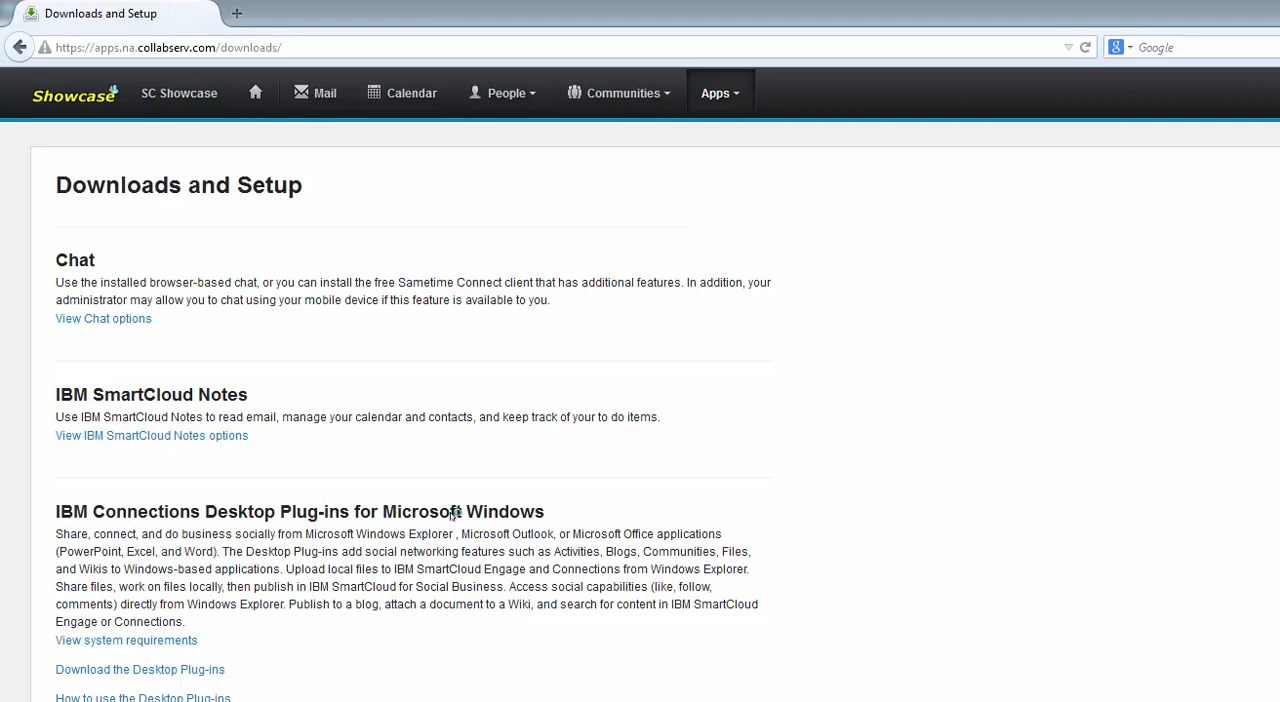 Downloads and Setup
https://apps.na.collabserv.com/downloads/
Google
Showcase
SC Showcase
Mail
Calendar
People
Communities
Apps
Downloads and Setup
Chat
Use the installed browser-based chat, or you can install the free Sametime Connect client that has additional features. In addition, your
administrator may allow you to chat using your mobile device if this feature is available to you.
View Chat options
IBM SmartCloud Notes
Use IBM SmartCloud Notes to read email, manage your calendar and contacts, and keep track of your to do items.
View IBM SmartCloud Notes options
IBM Connections Desktop Plug-ins for Microsoft Windows
Share, connect, and do business socially from Microsoft Windows Explorer , Microsoft Outlook, or Microsoft Office applications
(PowerPoint, Excel, and Word). The Desktop Plug-ins add social networking features such as Activities, Blogs, Communities, Files,
and Wikis to Windows-based applications. Upload local files to IBM SmartCloud Engage and Connections from Windows Explorer.
Share files, work on files locally, then publish in IBM SmartCloud for Social Business. Access social capabilities (like, follow,
comments) directly from Windows Explorer. Publish to a blog, attach a document to a Wiki, and search for content in IBM SmartCloud
Engage or Connections.
View system requirements
Download the Desktop Plug-ins
How to use the Desktop Plug-ins